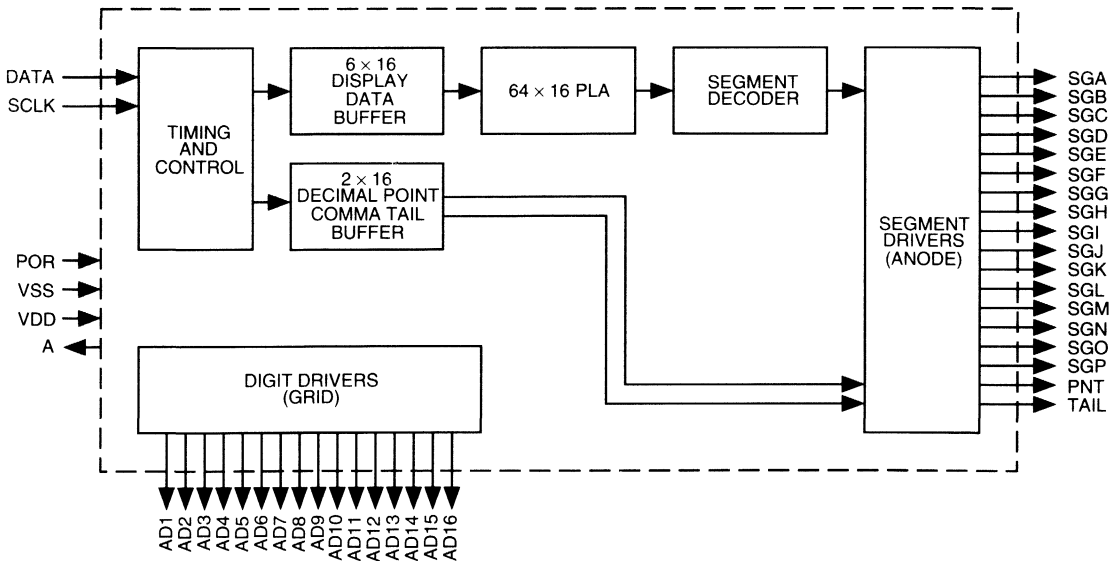 DATA
SCLK
POR
VSS
VDD
A
TIMING
AND
CONTROL
6 × 16
DISPLAY
DATA
BUFFER
2 × 16
DECIMAL POINT
COMMA TAIL
BUFFER
64 × 16 PLA
SEGMENT
DECODER
SEGMENT
DRIVERS
(ANODE)
DIGIT DRIVERS
(GRID)
SGA
SGB
SGC
SGD
SGE
SGF
SGG
SGH
SGI
SGJ
SGK
SGL
SGM
SGN
SGO
SGP
PNT
TAIL
AD1
AD2
AD3
AD4
AD5
AD6
AD7
AD8
AD9
AD10
AD11
AD12
AD13
AD14
AD15
AD16